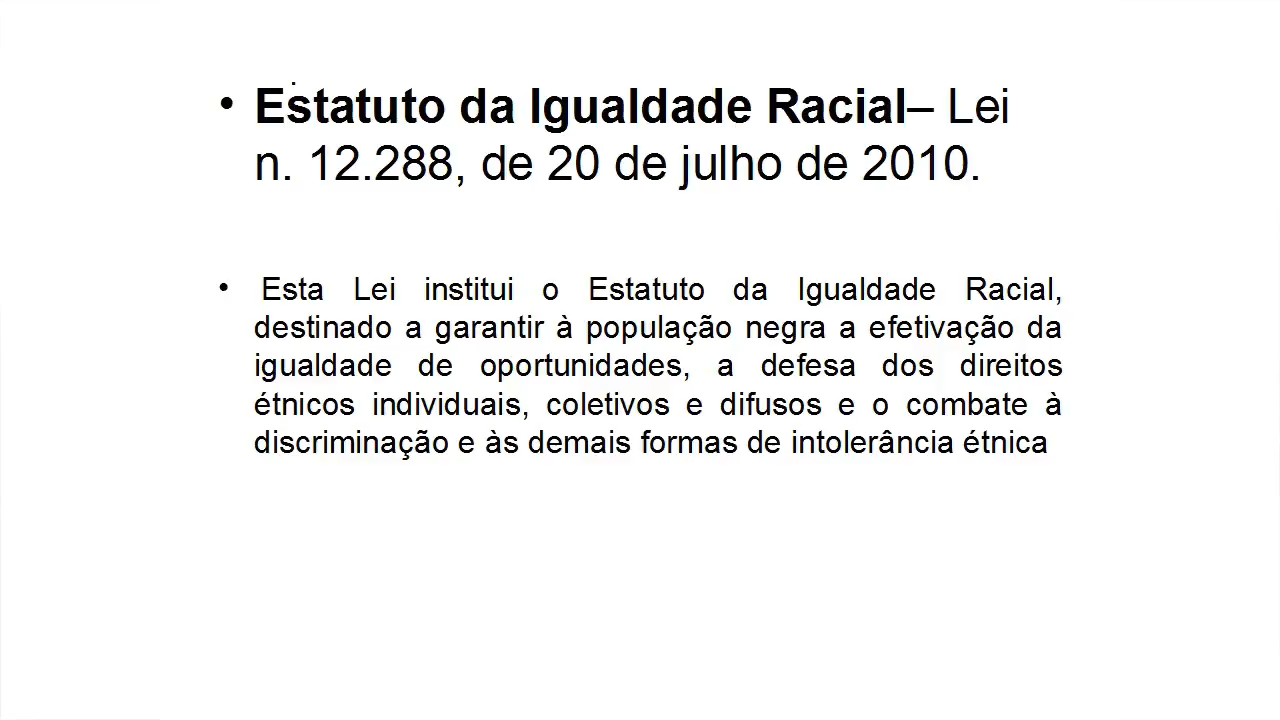 • Estatuto da Igualdade Racial– Lei
n. 12.288, de 20 de julho de 2010.
• Esta Lei institui o Estatuto da Igualdade Racial,
destinado a garantir à população negra a efetivação da
igualdade de oportunidades, a defesa dos direitos
étnicos individuais, coletivos e difusos e o combate à
discriminação e às demais formas de intolerância étnica